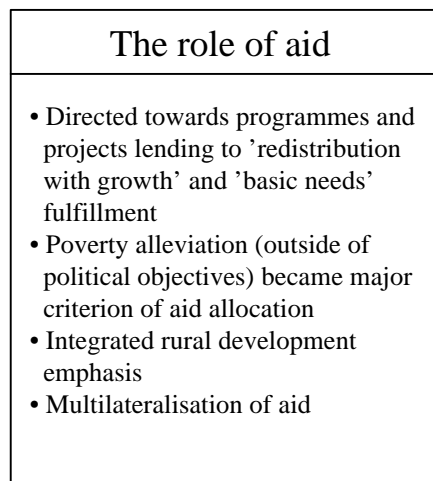 The role of aid
• Directed towards programmes and
projects lending to ’redistribution
with growth’ and ’basic needs’
fulfillment
• Poverty alleviation (outside of
political objectives) became major
criterion of aid allocation
• Integrated rural development
emphasis
• Multilateralisation of aid